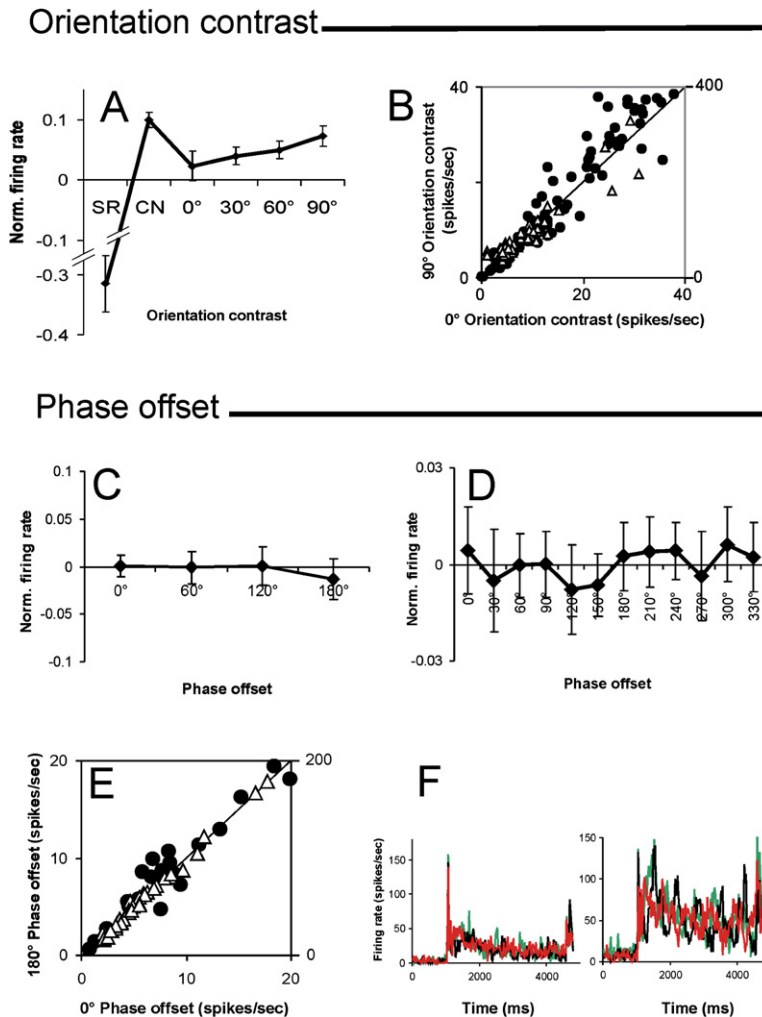 Orientation contrast
A
Norm. firing rate
0.1
0
-0.1
-0.3
-0.4
SR CN 0° 30° 60° 90°
Orientation contrast
B
90° Orientation contrast
(spikes/sec)
40
20
0
400
0
0 20 40
0° Orientation contrast (spikes/sec)
Phase offset
C
Norm. firing rate
0.1
0.05
0
-0.05
-0.1
0° 60° 120° 180°
Phase offset
D
Norm. firing rate
0.03
0
-0.03
0° 30° 60° 90° 120° 150° 180° 210° 240° 270° 300° 330°
Phase offset
E
180° Phase offset (spikes/sec)
20
10
0
200
0
0 10 20
0° Phase offset (spikes/sec)
F
Firing rate (spikes/sec)
150
100
50
0
0 2000 4000
Time (ms)
150
100
50
0
0 2000 4000
Time (ms)